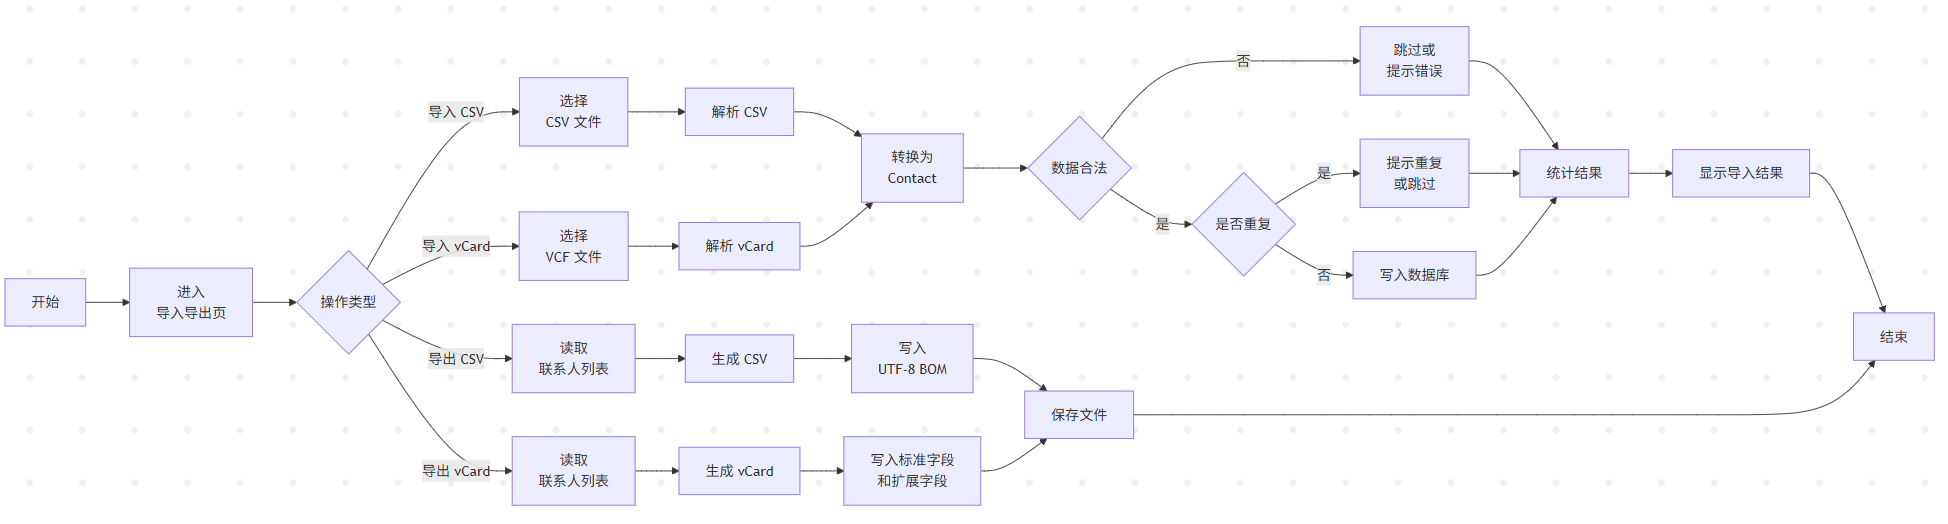 开始
进入
导入导出页
操作类型
导入 CSV
选择
CSV 文件
解析 CSV
导入 vCard
选择
VCF 文件
解析 vCard
转换为
Contact
数据合法
否
跳过或
提示错误
是
是否重复
是
提示重复
或跳过
否
写入数据库
统计结果
显示导入结果
导出 CSV
读取
联系人列表
生成 CSV
写入
UTF-8 BOM
导出 vCard
读取
联系人列表
生成 vCard
写入标准字段
和扩展字段
保存文件
结束